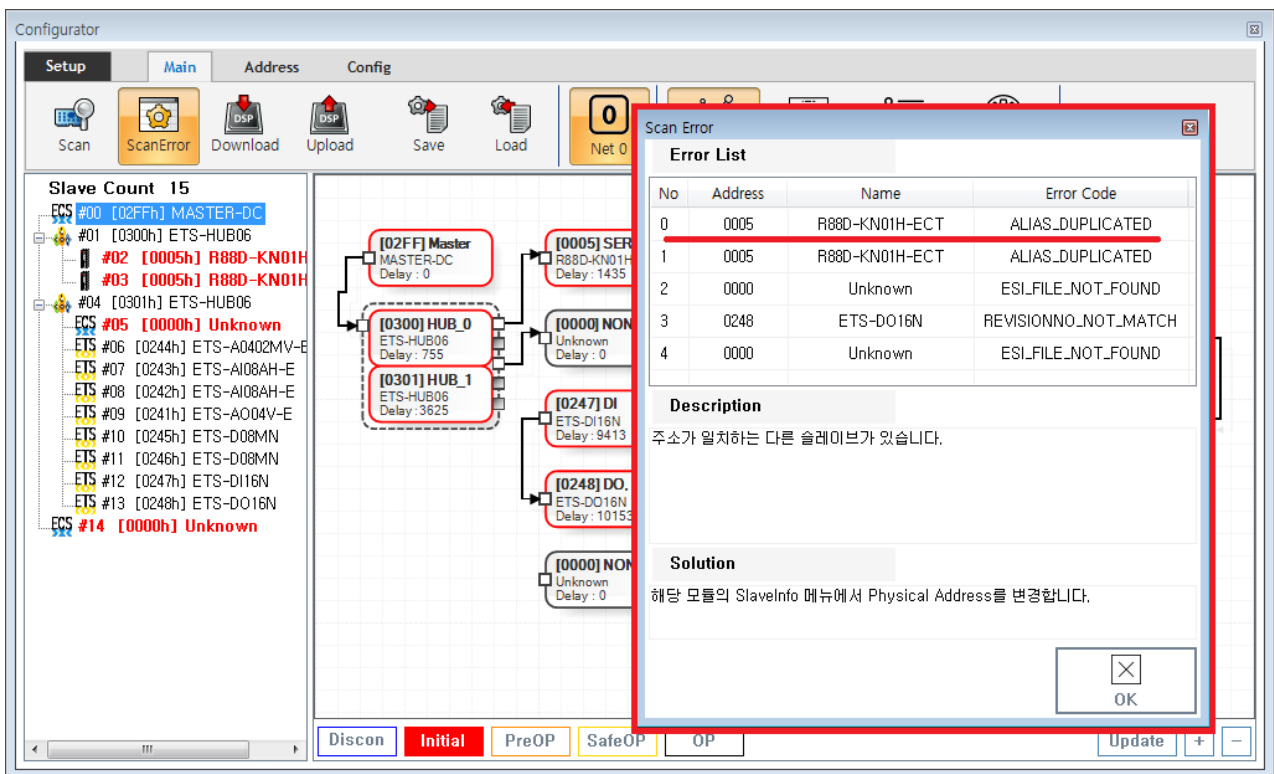 Configurator
Setup Main Address Config
Scan ScanError Download Upload Save Load Net 0
DSP DSP 0
Slave Count 15
#00 [02FFh] MASTER-DC
#01 [0300h] ETS-HUB06
#02 [0005h] R88D-KN01H
#03 [0005h] R88D-KN01H
#04 [0301h] ETS-HUB06
#05 [0000h] Unknown
#06 [0244h] ETS-A0402MV-E
#07 [0243h] ETS-AI08AH-E
#08 [0242h] ETS-AI08AH-E
#09 [0241h] ETS-AO04V-E
#10 [0245h] ETS-D08MN
#11 [0246h] ETS-D08MN
#12 [0247h] ETS-DI16N
#13 [0248h] ETS-DO16N
#14 [0000h] Unknown
[02FF] Master
MASTER-DC
Delay : 0
[0300] HUB_0
ETS-HUB06
Delay : 755
[0301] HUB_1
ETS-HUB06
Delay : 3625
[0005] SER
R88D-KN01H
Delay : 1435
[0000] NON
Unknown
Delay : 0
[0247] DI
ETS-DI16N
Delay : 9413
[0248] DO.
ETS-DO16N
Delay : 10153
[0000] NON
Unknown
Delay : 0
Scan Error
Error List
No Address Name Error Code
0 0005 R88D-KN01H-ECT ALIAS_DUPLICATED
1 0005 R88D-KN01H-ECT ALIAS_DUPLICATED
2 0000 Unknown ESI_FILE_NOT_FOUND
3 0248 ETS-DO16N REVISIONNO_NOT_MATCH
4 0000 Unknown ESI_FILE_NOT_FOUND
Description
주소가 일치하는 다른 슬레이브가 있습니다.
Solution
해당 모듈의 SlaveInfo 메뉴에서 Physical Address를 변경합니다.
OK
Discon Initial PreOP SafeOP OP Update + −